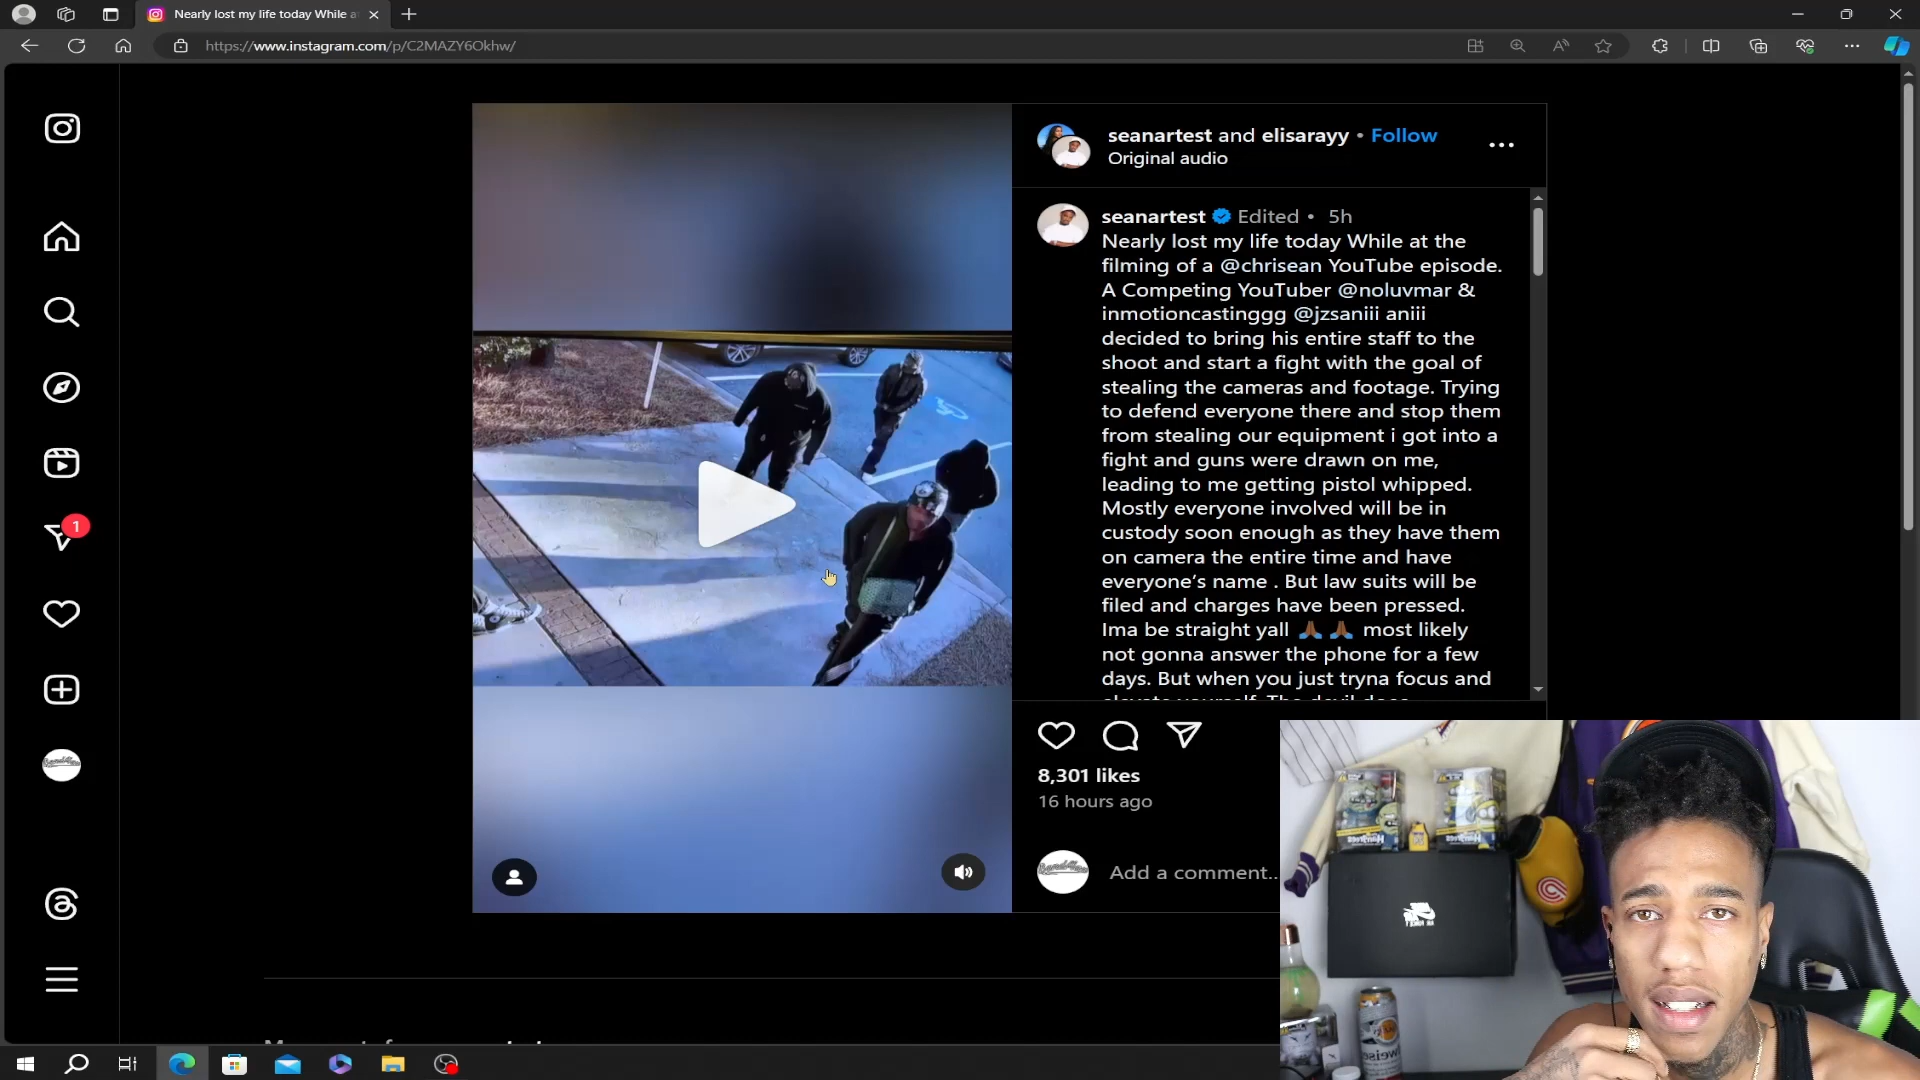 Nearly lost my life today While a
https://www.instagram.com/p/C2MAZY6Okhw/
seanartest and elisarayy • Follow
Original audio
seanartest Edited • 5h
Nearly lost my life today While at the
filming of a @chrisean YouTube episode.
A Competing YouTuber @noluvmar &
inmotioncastinggg @jzsaniii aniii
decided to bring his entire staff to the
shoot and start a fight with the goal of
stealing the cameras and footage. Trying
to defend everyone there and stop them
from stealing our equipment i got into a
fight and guns were drawn on me,
leading to me getting pistol whipped.
Mostly everyone involved will be in
custody soon enough as they have them
on camera the entire time and have
everyone's name . But law suits will be
filed and charges have been pressed.
Ima be straight yall 🙏🏾 🙏🏾 most likely
not gonna answer the phone for a few
days. But when you just tryna focus and
1
8,301 likes
16 hours ago
Add a comment...